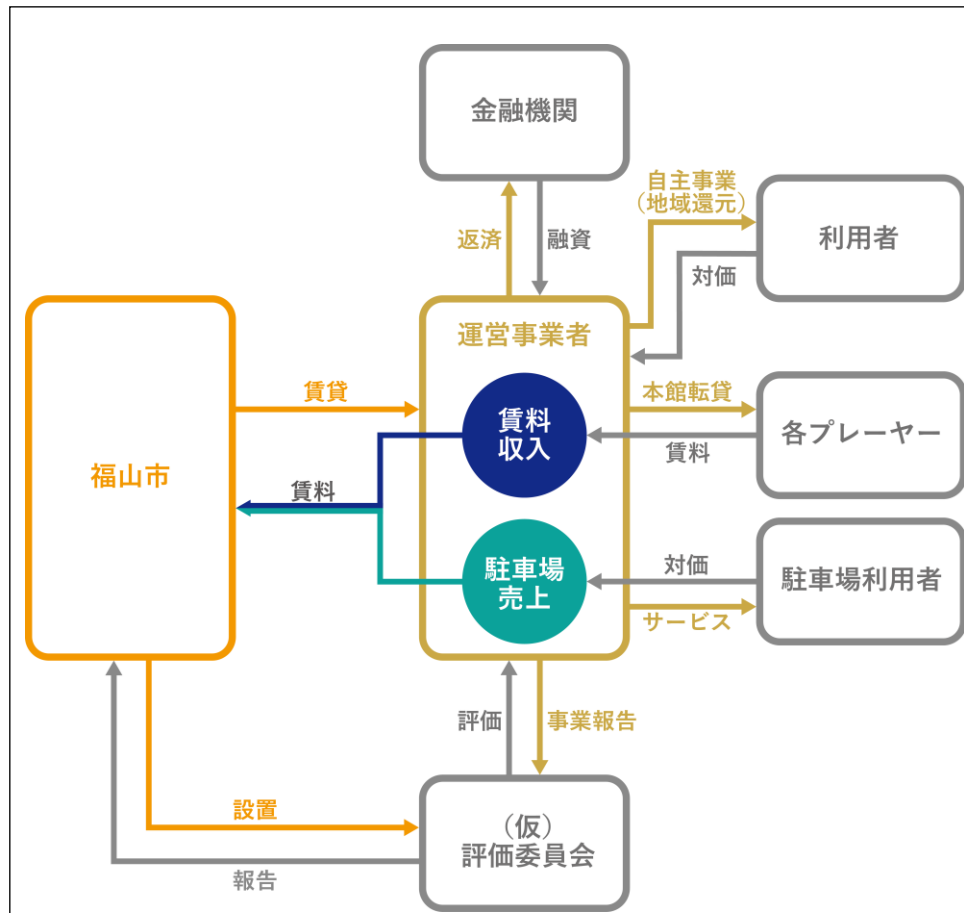 金融機関
自主事業
（地域還元）
返済
融資
利用者
対価
運営事業者
賃貸
本館転貸
賃料
収入
各プレーヤー
賃料
福山市
賃料
対価
駐車場
売上
駐車場利用者
サービス
評価
事業報告
設置
（仮）
評価委員会
報告